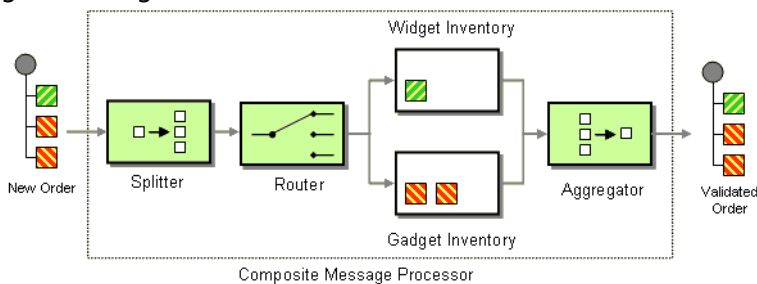 Widget Inventory
New Order
Splitter
Router
Aggregator
Validated
Order
Gadget Inventory
Composite Message Processor